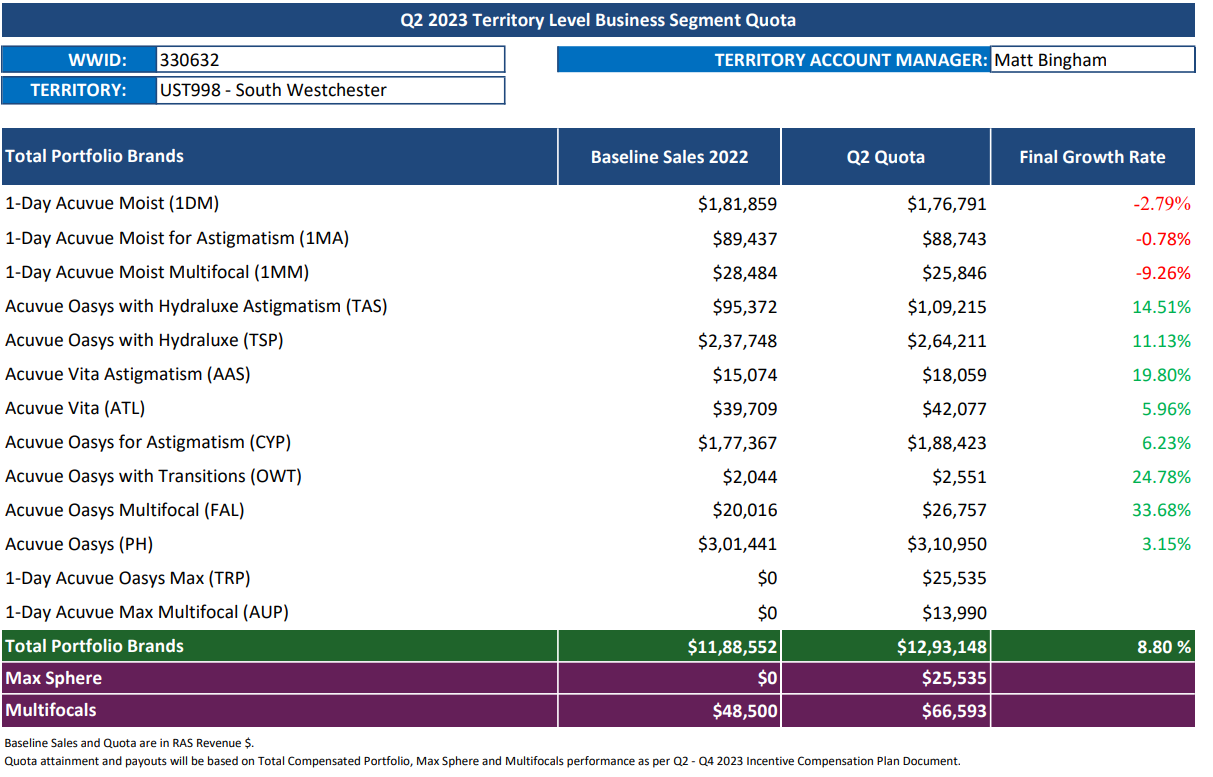 Q2 2023 Territory Level Business Segment Quota
WWID: 330632 TERRITORY ACCOUNT MANAGER: Matt Bingham
TERRITORY: UST998 - South Westchester
Total Portfolio Brands Baseline Sales 2022 Q2 Quota Final Growth Rate
1-Day Acuvue Moist (1DM) $1,81,859 $1,76,791 -2.79%
1-Day Acuvue Moist for Astigmatism (1MA) $89,437 $88,743 -0.78%
1-Day Acuvue Moist Multifocal (1MM) $28,484 $25,846 -9.26%
Acuvue Oasys with Hydraluxe Astigmatism (TAS) $95,372 $1,09,215 14.51%
Acuvue Oasys with Hydraluxe (TSP) $2,37,748 $2,64,211 11.13%
Acuvue Vita Astigmatism (AAS) $15,074 $18,059 19.80%
Acuvue Vita (ATL) $39,709 $42,077 5.96%
Acuvue Oasys for Astigmatism (CYP) $1,77,367 $1,88,423 6.23%
Acuvue Oasys with Transitions (OWT) $2,044 $2,551 24.78%
Acuvue Oasys Multifocal (FAL) $20,016 $26,757 33.68%
Acuvue Oasys (PH) $3,01,441 $3,10,950 3.15%
1-Day Acuvue Oasys Max (TRP) $0 $25,535
1-Day Acuvue Max Multifocal (AUP) $0 $13,990
Total Portfolio Brands $11,88,552 $12,93,148 8.80 %
Max Sphere $0 $25,535
Multifocals $48,500 $66,593
Baseline Sales and Quota are in RAS Revenue $.
Quota attainment and payouts will be based on Total Compensated Portfolio, Max Sphere and Multifocals performance as per Q2 - Q4 2023 Incentive Compensation Plan Document.